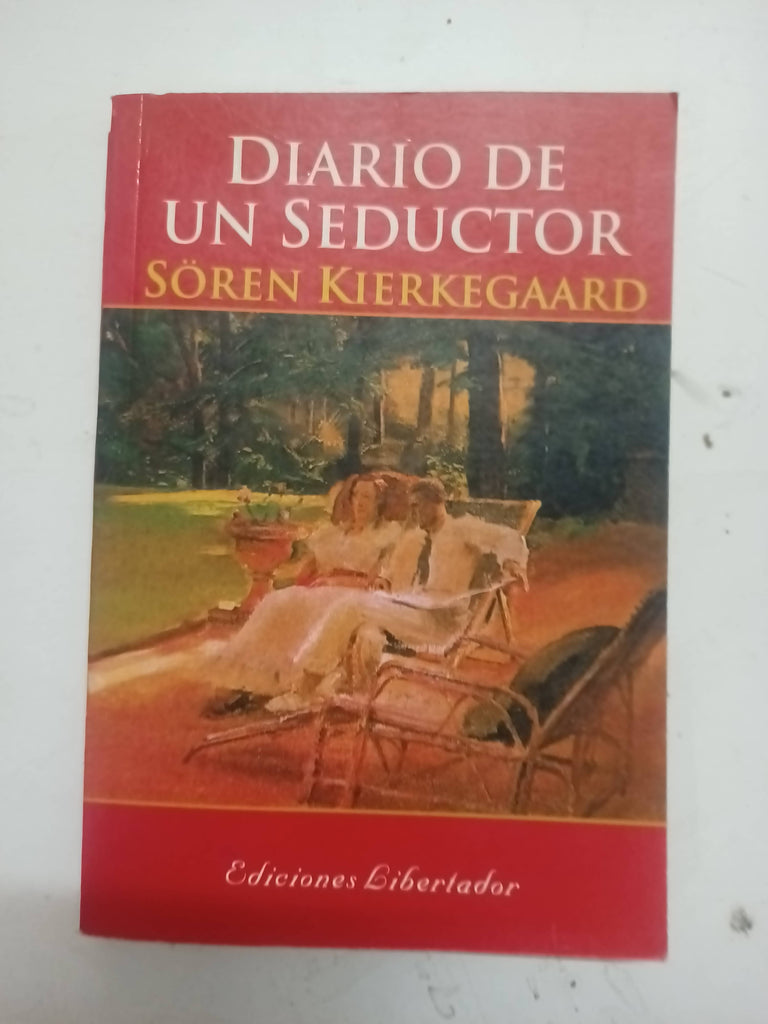 DIARIO DE
UN SEDUCTOR
SÖREN KIERKEGAARD
Ediciones Libertador